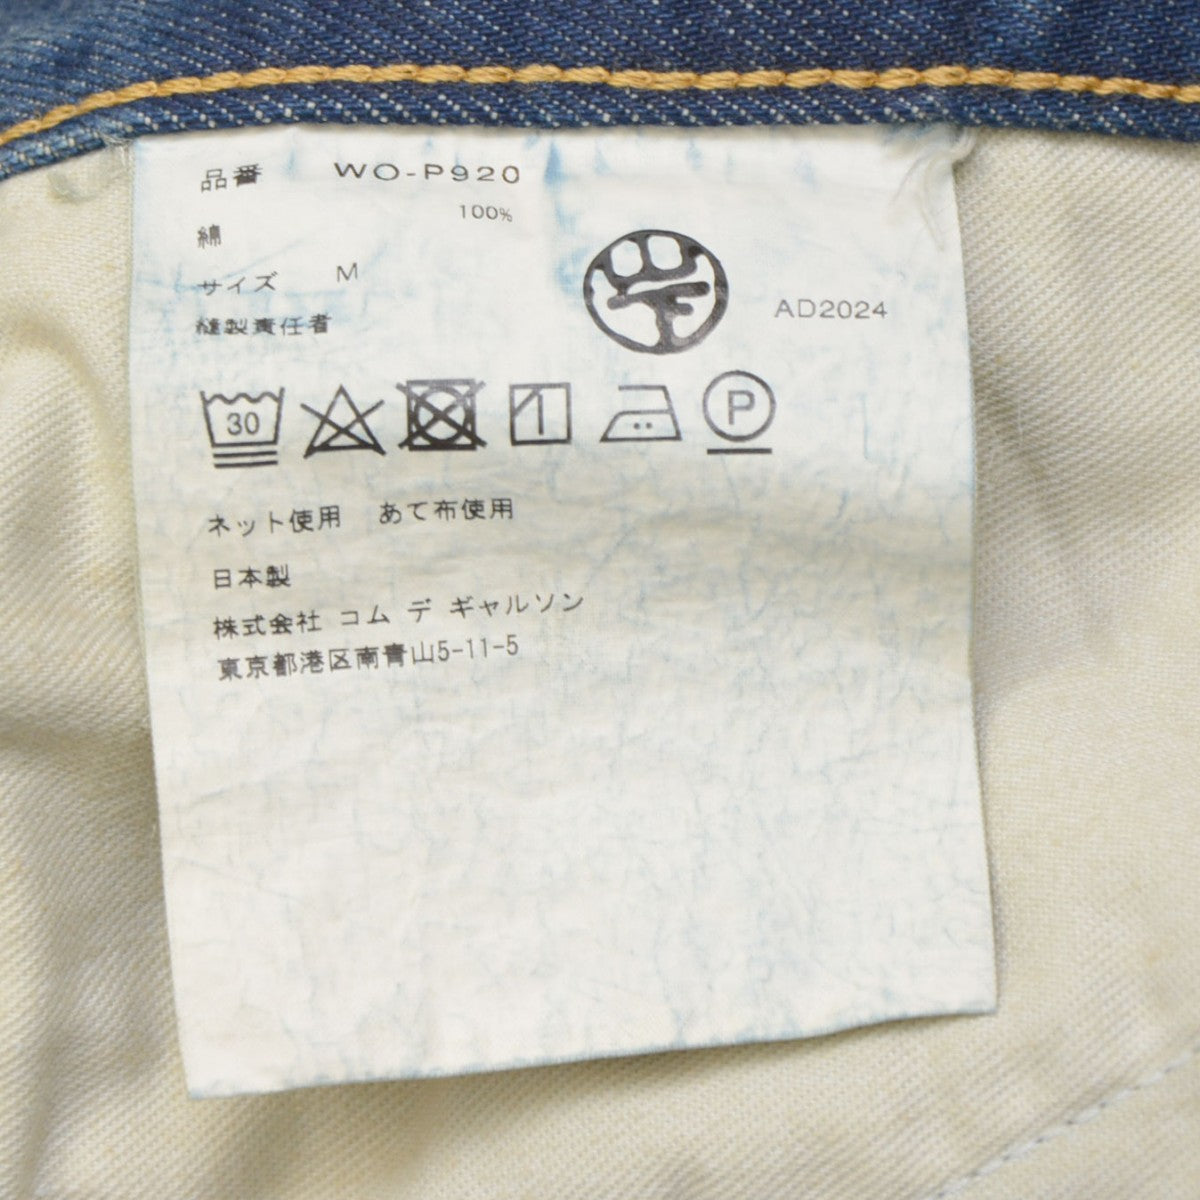 品番 WO-P920
綿 100%
サイズ M
縫製責任者
山下
AD2024
30
P
ネット使用 あて布使用
日本製
株式会社 コム デ ギャルソン
東京都港区南青山5-11-5